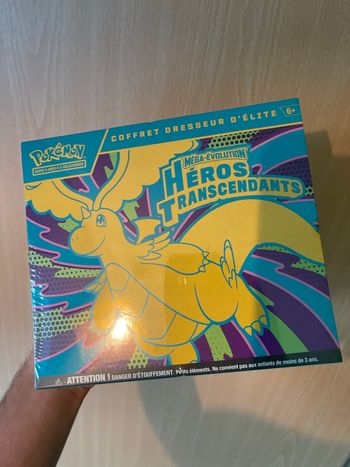 COFFRET DRESSEUR D'ÉLITE
6+
POKÉMON
MÉGA-ÉVOLUTION
HÉROS
TRANSCENDANTS
ATTENTION ! DANGER D'ÉTOUFFEMENT Petits éléments. Ne convient pas aux enfants de moins de 3 ans.